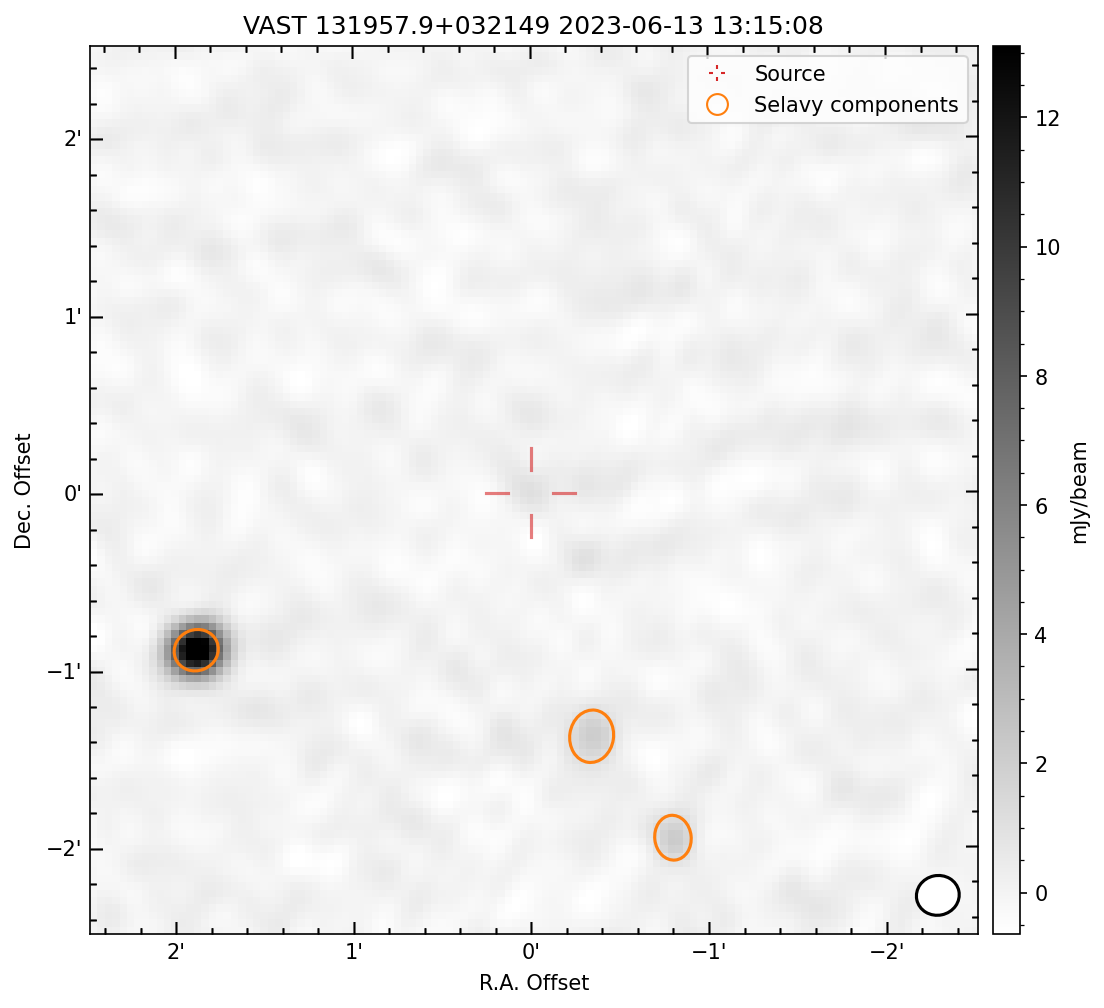 VAST 131957.9+032149 2023-06-13 13:15:08
Source
Selavy components
2'
1'
0'
−1'
−2'
Dec. Offset
2'
1'
0'
−1'
−2'
R.A. Offset
12
10
8
6
4
2
0
mJy/beam